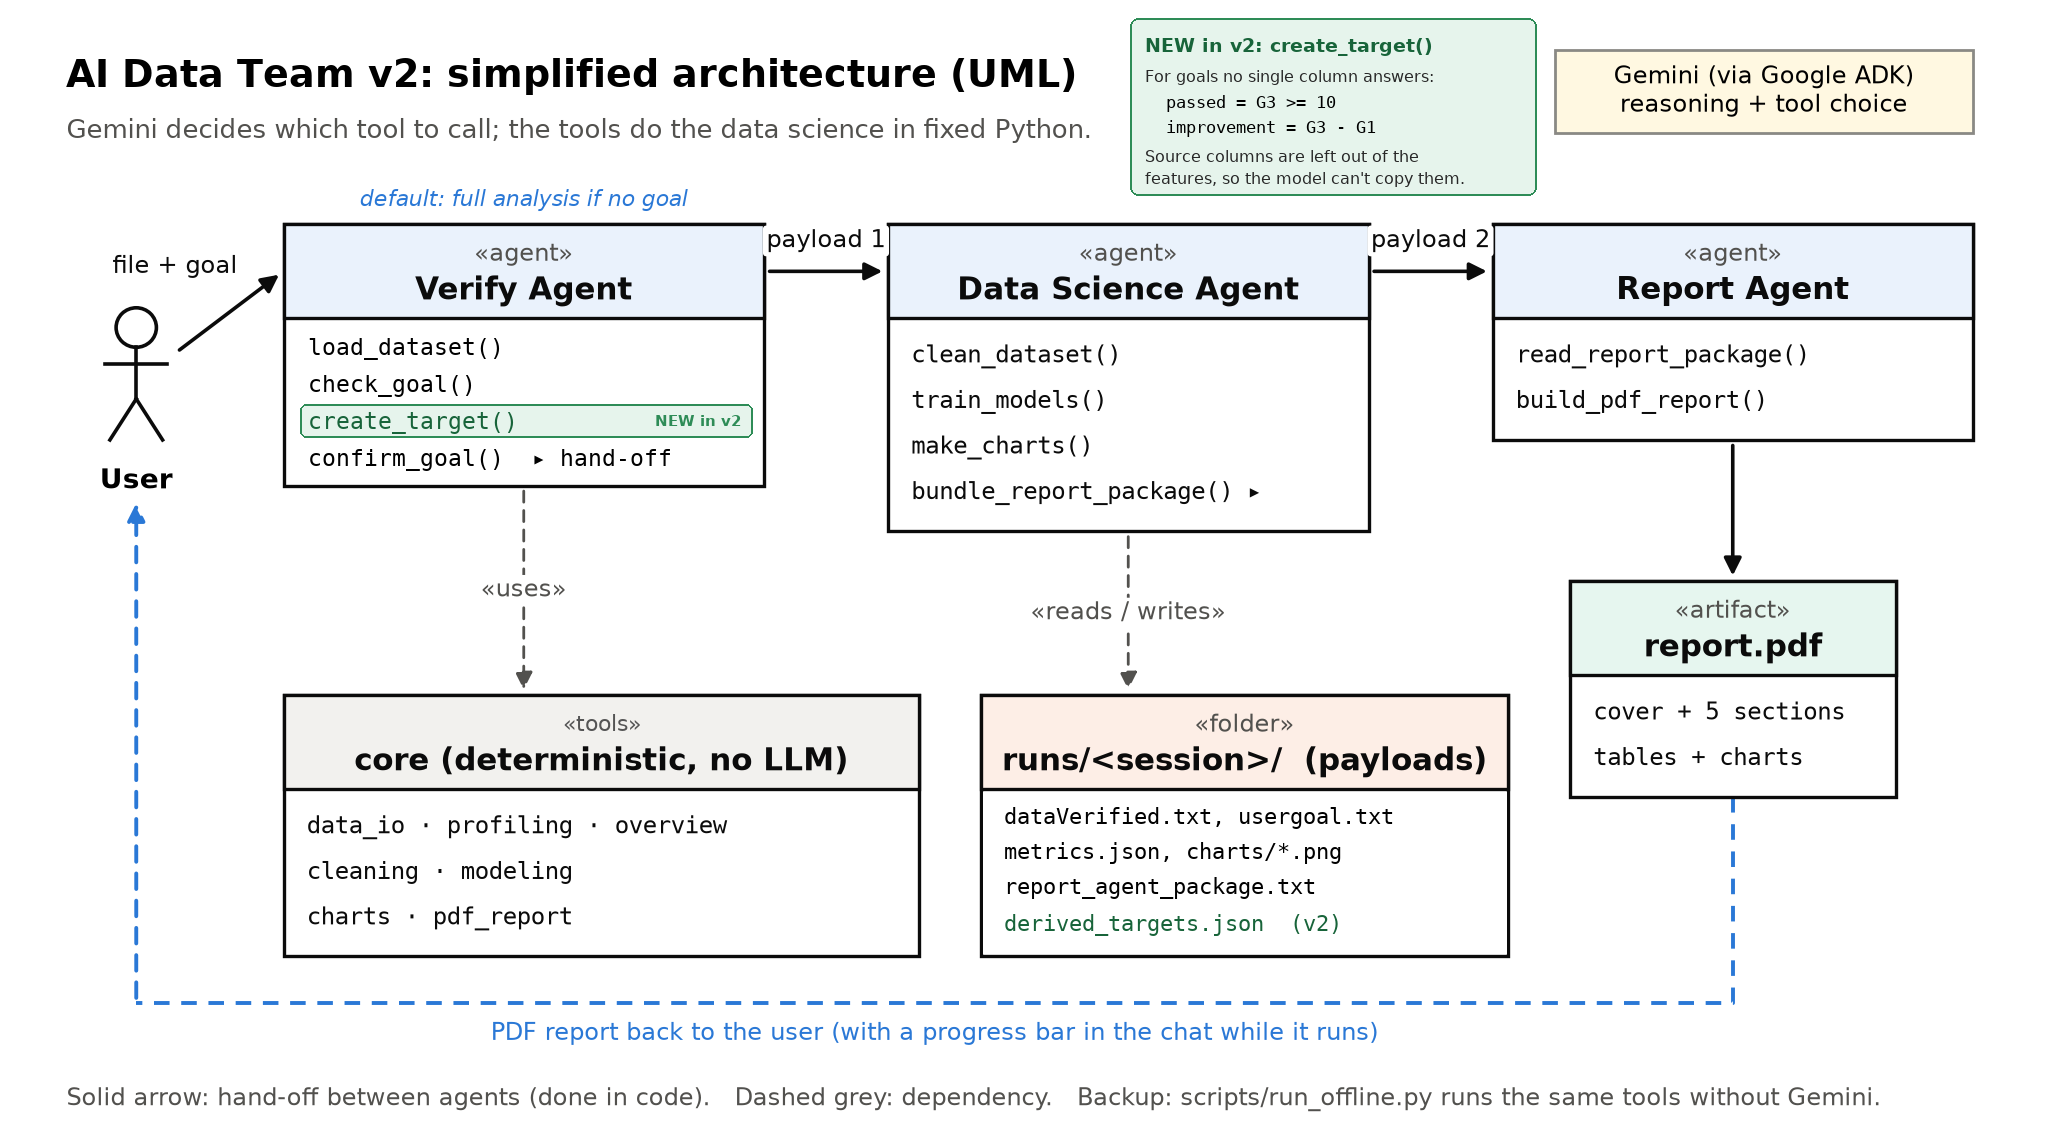 AI Data Team v2: simplified architecture (UML)
Gemini decides which tool to call; the tools do the data science in fixed Python.
NEW in v2: create_target()
For goals no single column answers:
passed = G3 >= 10
improvement = G3 - G1
Source columns are left out of the
features, so the model can't copy them.
Gemini (via Google ADK)
reasoning + tool choice
default: full analysis if no goal
file + goal
User
«agent»
Verify Agent
load_dataset()
check_goal()
create_target() NEW in v2
confirm_goal() ▸ hand-off
payload 1
«agent»
Data Science Agent
clean_dataset()
train_models()
make_charts()
bundle_report_package() ▸
payload 2
«agent»
Report Agent
read_report_package()
build_pdf_report()
«uses»
«reads / writes»
«artifact»
report.pdf
cover + 5 sections
tables + charts
«tools»
core (deterministic, no LLM)
data_io · profiling · overview
cleaning · modeling
charts · pdf_report
«folder»
runs/<session>/ (payloads)
dataVerified.txt, usergoal.txt
metrics.json, charts/*.png
report_agent_package.txt
derived_targets.json (v2)
PDF report back to the user (with a progress bar in the chat while it runs)
Solid arrow: hand-off between agents (done in code). Dashed grey: dependency. Backup: scripts/run_offline.py runs the same tools without Gemini.